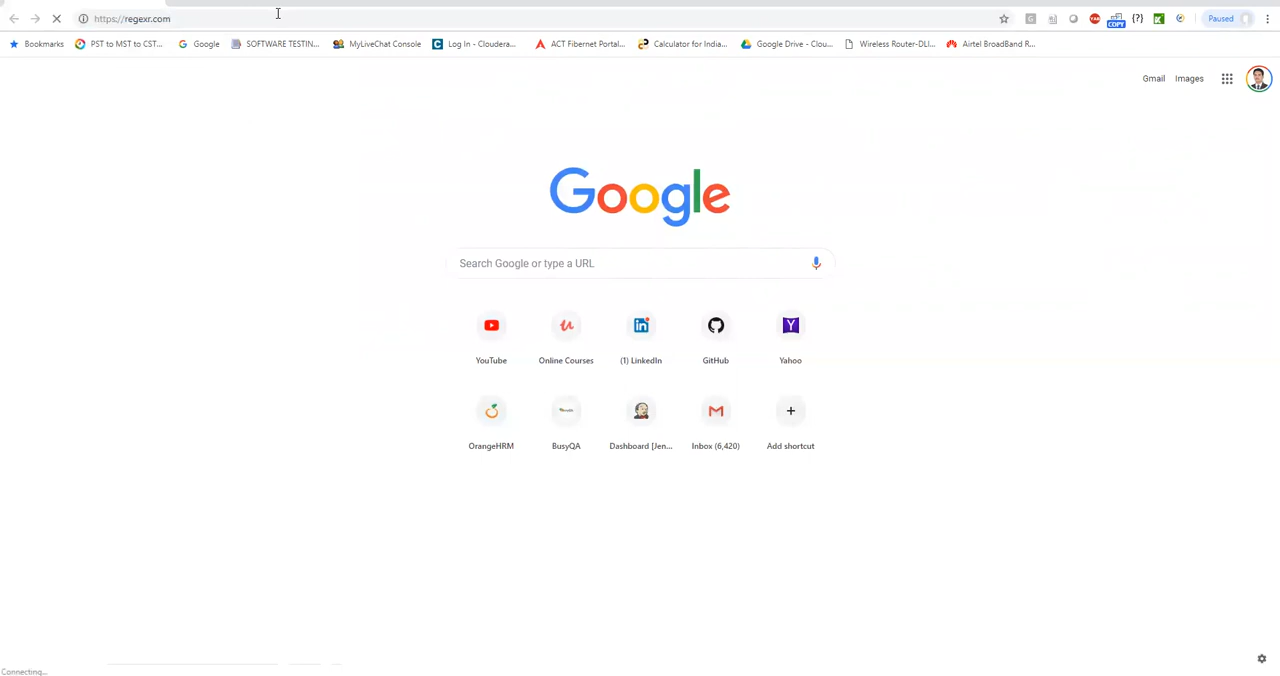 https://regexr.com
COPY
{?}
Paused
Bookmarks PST to MST to CST... Google SOFTWARE TESTIN... MyLiveChat Console Log In - Cloudera... ACT Fibernet Portal... Calculator for India... Google Drive - Clou... Wireless Router-DLI... Airtel BroadBand R...
Gmail Images
Google
Search Google or type a URL
YouTube Online Courses (1) LinkedIn GitHub Yahoo
OrangeHRM BusyQA Dashboard [Jen... Inbox (6,420) Add shortcut
Connecting...